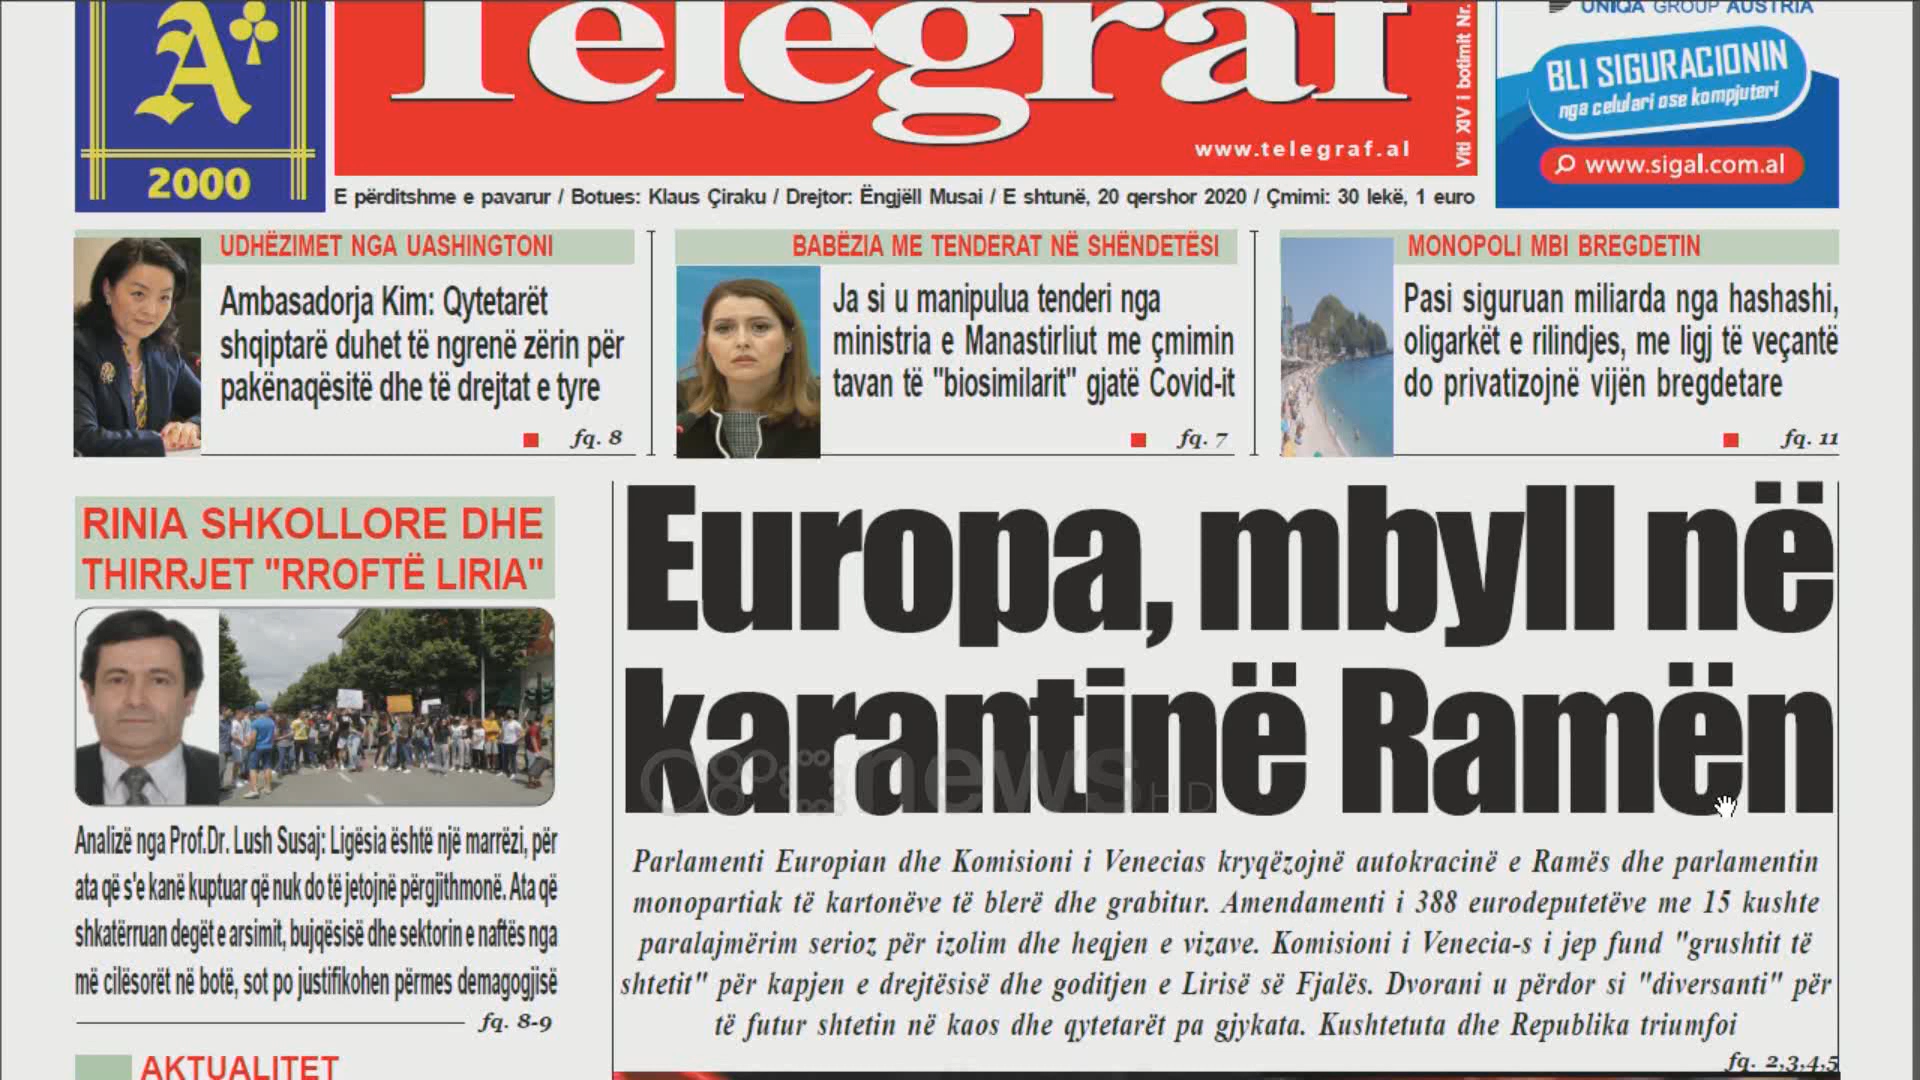 A
2000
Telegraf
www.telegraf.al
Viti XIV i botimit Nr.
UNIQA GROUP AUSTRIA
BLI SIGURACIONIN
nga celulari ose kompjuteri
www.sigal.com.al
E përditshme e pavarur / Botues: Klaus Çiraku / Drejtor: Ëngjëll Musai / E shtunë, 20 qershor 2020 / Çmimi: 30 lekë, 1 euro
UDHËZIMET NGA UASHINGTONI
Ambasadorja Kim: Qytetarët
shqiptarë duhet të ngrenë zërin për
pakënaqësitë dhe të drejtat e tyre
fq. 8
BABËZIA ME TENDERAT NË SHËNDETËSI
Ja si u manipulua tenderi nga
ministria e Manastirliut me çmimin
tavan të "biosimilarit" gjatë Covid-it
fq. 7
MONOPOLI MBI BREGDETIN
Pasi siguruan miliarda nga hashashi,
oligarkët e rilindjes, me ligj të veçantë
do privatizojnë vijën bregdetare
fq. 11
RINIA SHKOLLORE DHE
THIRRJET "RROFTË LIRIA"
Analizë nga Prof.Dr. Lush Susaj: Ligësia është një marrëzi, për
ata që s'e kanë kuptuar që nuk do të jetojnë përgjithmonë. Ata që
shkatërruan degët e arsimit, bujqësisë dhe sektorin e naftës nga
më cilësorët në botë, sot po justifikohen përmes demagogjisë
fq. 8-9
AKTUALITET
Europa, mbyll në
karantinë Ramën
news HD
Parlamenti Europian dhe Komisioni i Venecias kryqëzojnë autokracinë e Ramës dhe parlamentin
monopartiak të kartonëve të blerë dhe grabitur. Amendamenti i 388 eurodeputetëve me 15 kushte
paralajmërim serioz për izolim dhe heqjen e vizave. Komisioni i Venecia-s i jep fund "grushtit të
shtetit" për kapjen e drejtësisë dhe goditjen e Lirisë së Fjalës. Dvorani u përdor si "diversanti" për
të futur shtetin në kaos dhe qytetarët pa gjykata. Kushtetuta dhe Republika triumfoi
fq. 2,3,4,5